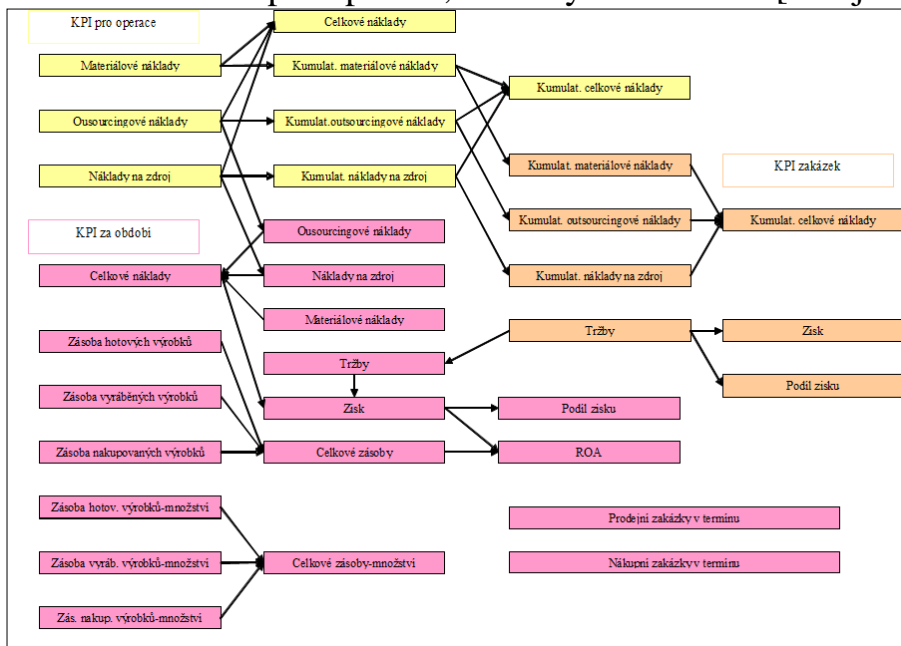 KPI pro operace
Celkové náklady
Materiálové náklady
Kumulat. materiálové náklady
Kumulat. celkové náklady
Ousourcingové náklady
Kumulat.outsourcingové náklady
Náklady na zdroj
Kumulat. náklady na zdroj
Kumulat. materiálové náklady
KPI zakázek
KPI za období
Ousourcingové náklady
Kumulat. outsourcingové náklady
Kumulat. celkové náklady
Celkové náklady
Náklady na zdroj
Kumulat. náklady na zdroj
Materiálové náklady
Zásoba hotových výrobků
Tržby
Tržby
Zisk
Zásoba vyráběných výrobků
Zisk
Podíl zisku
Podíl zisku
Zásoba nakupovaných výrobků
Celkové zásoby
ROA
Zásoba hotov. výrobků-množství
Prodejní zakázky v termínu
Zásoba vyráb. výrobků-množství
Celkové zásoby-množství
Nákupní zakázky v termínu
Zás. nakup. výrobků-množství